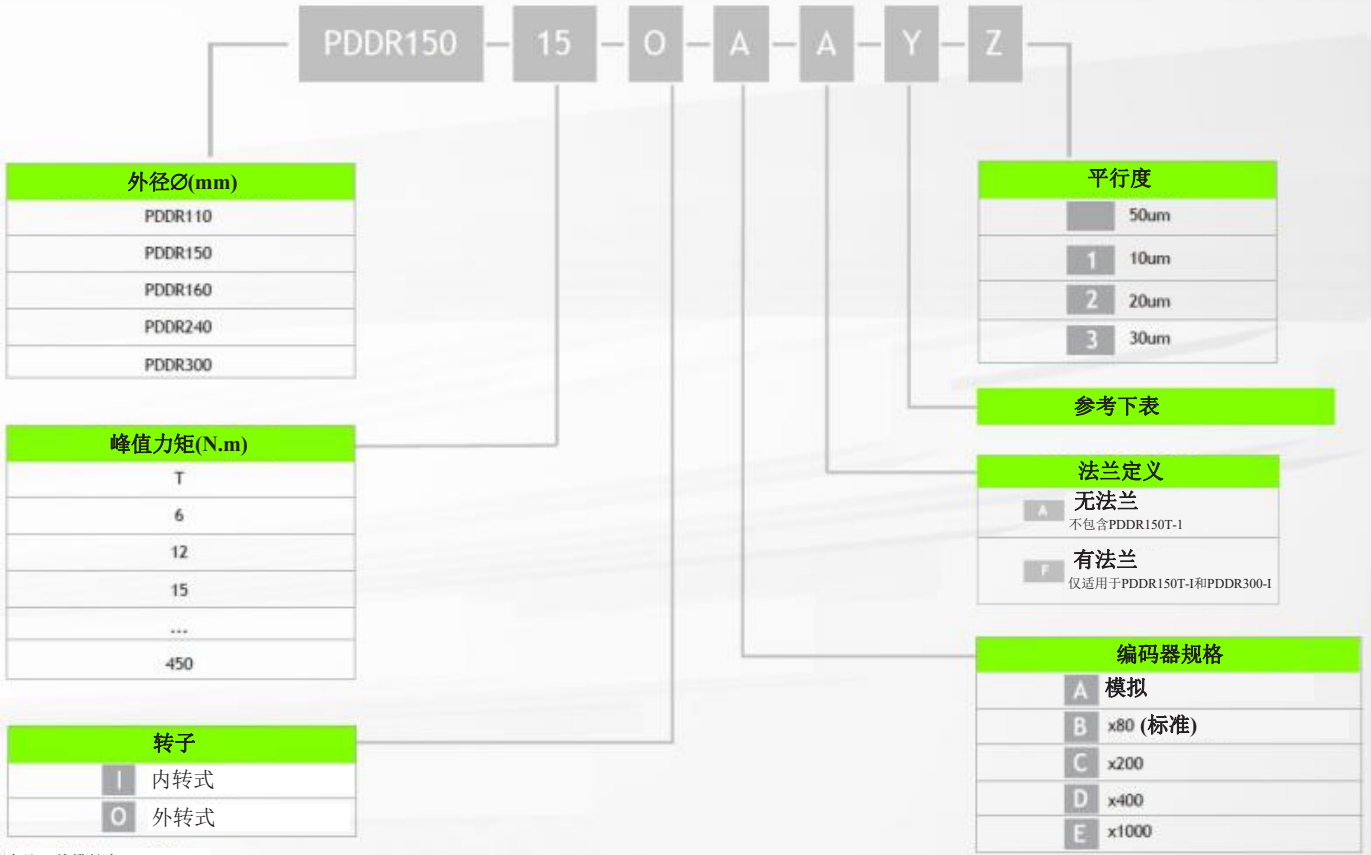 PDDR150 - 15 - O - A - A - Y - Z
外径Ø(mm)
PDDR110
PDDR150
PDDR160
PDDR240
PDDR300
峰值力矩(N.m)
T
6
12
15
...
450
转子
I 内转式
O 外转式
平行度
50um
1 10um
2 20um
3 30um
参考下表
法兰定义
A 无法兰
不包含PDDR150T-1
F 有法兰
仅适用于PDDR150T-I和PDDR300-I
编码器规格
A 模拟
B x80 (标准)
C x200
D x400
E x1000